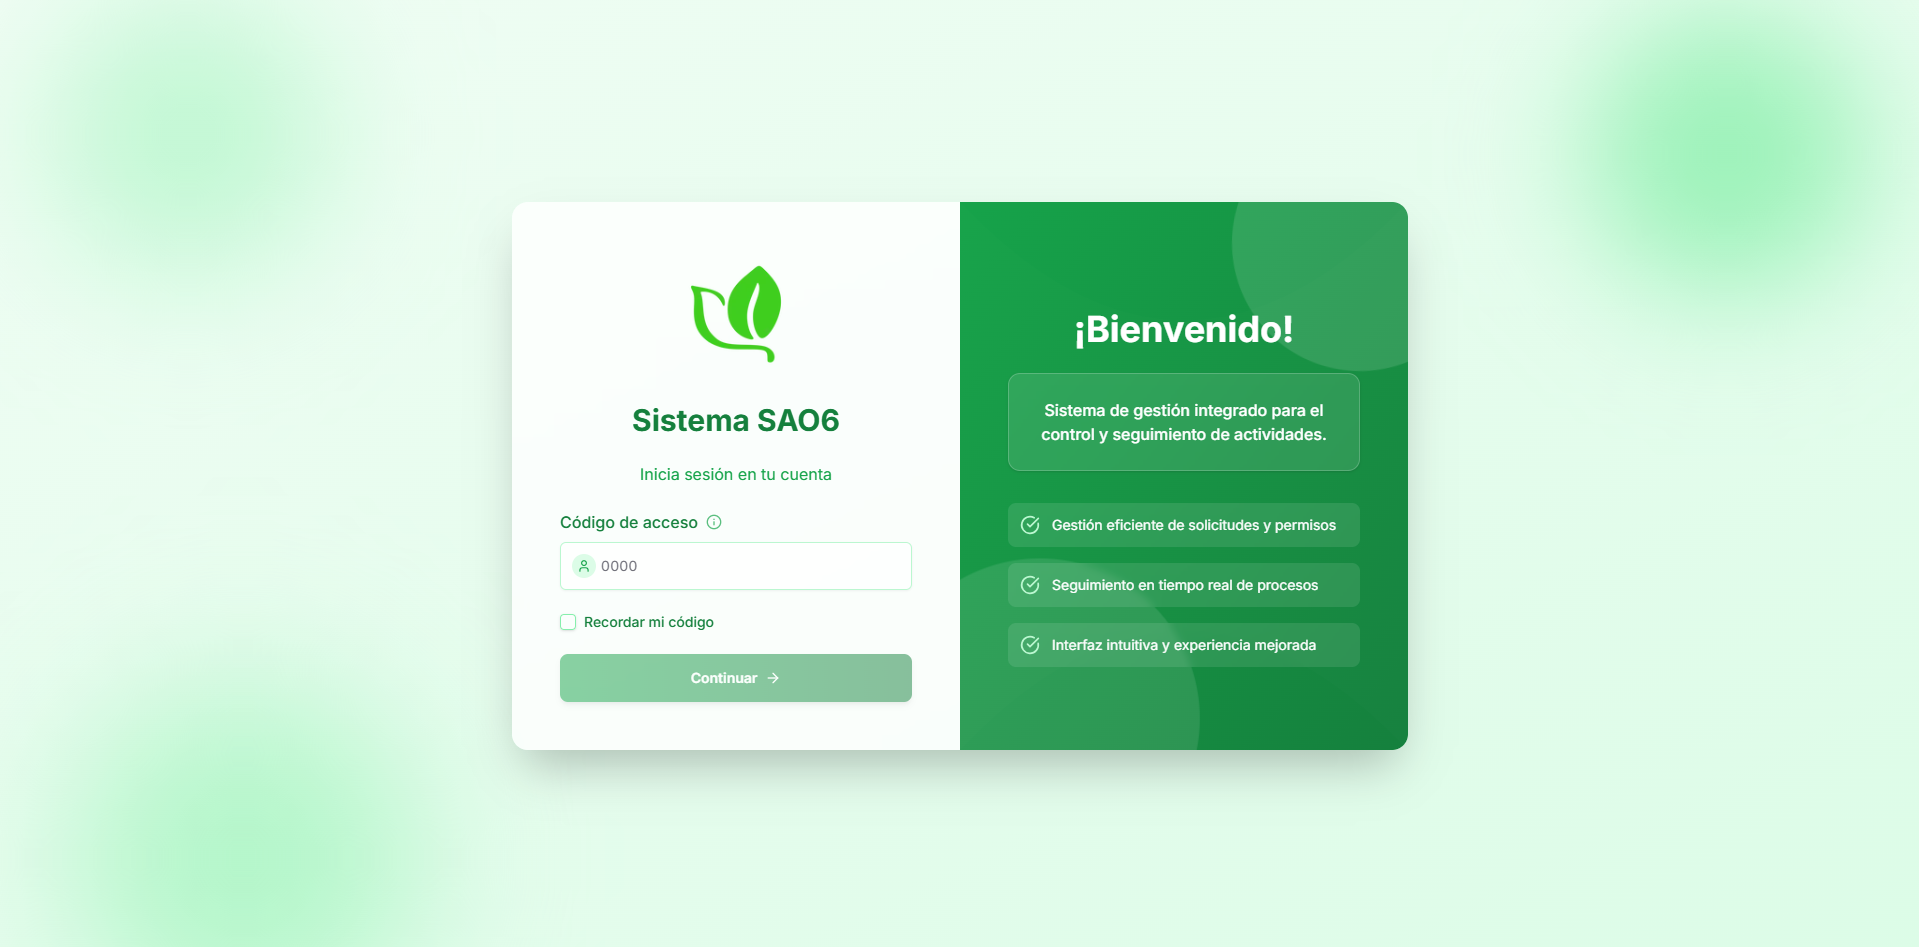 Sistema SAO6
Inicia sesión en tu cuenta
Código de acceso
0000
Recordar mi código
Continuar
¡Bienvenido!
Sistema de gestión integrado para el
control y seguimiento de actividades.
Gestión eficiente de solicitudes y permisos
Seguimiento en tiempo real de procesos
Interfaz intuitiva y experiencia mejorada